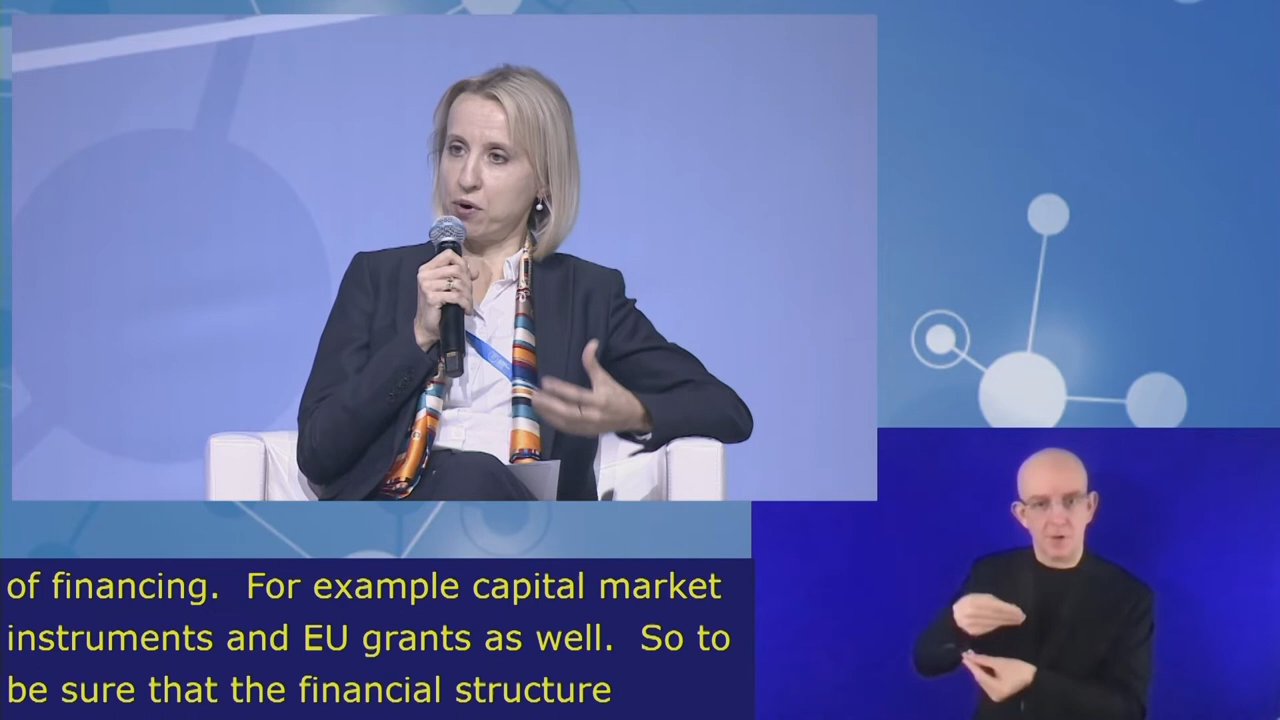 of financing.  For example capital market
instruments and EU grants as well.  So to
be sure that the financial structure